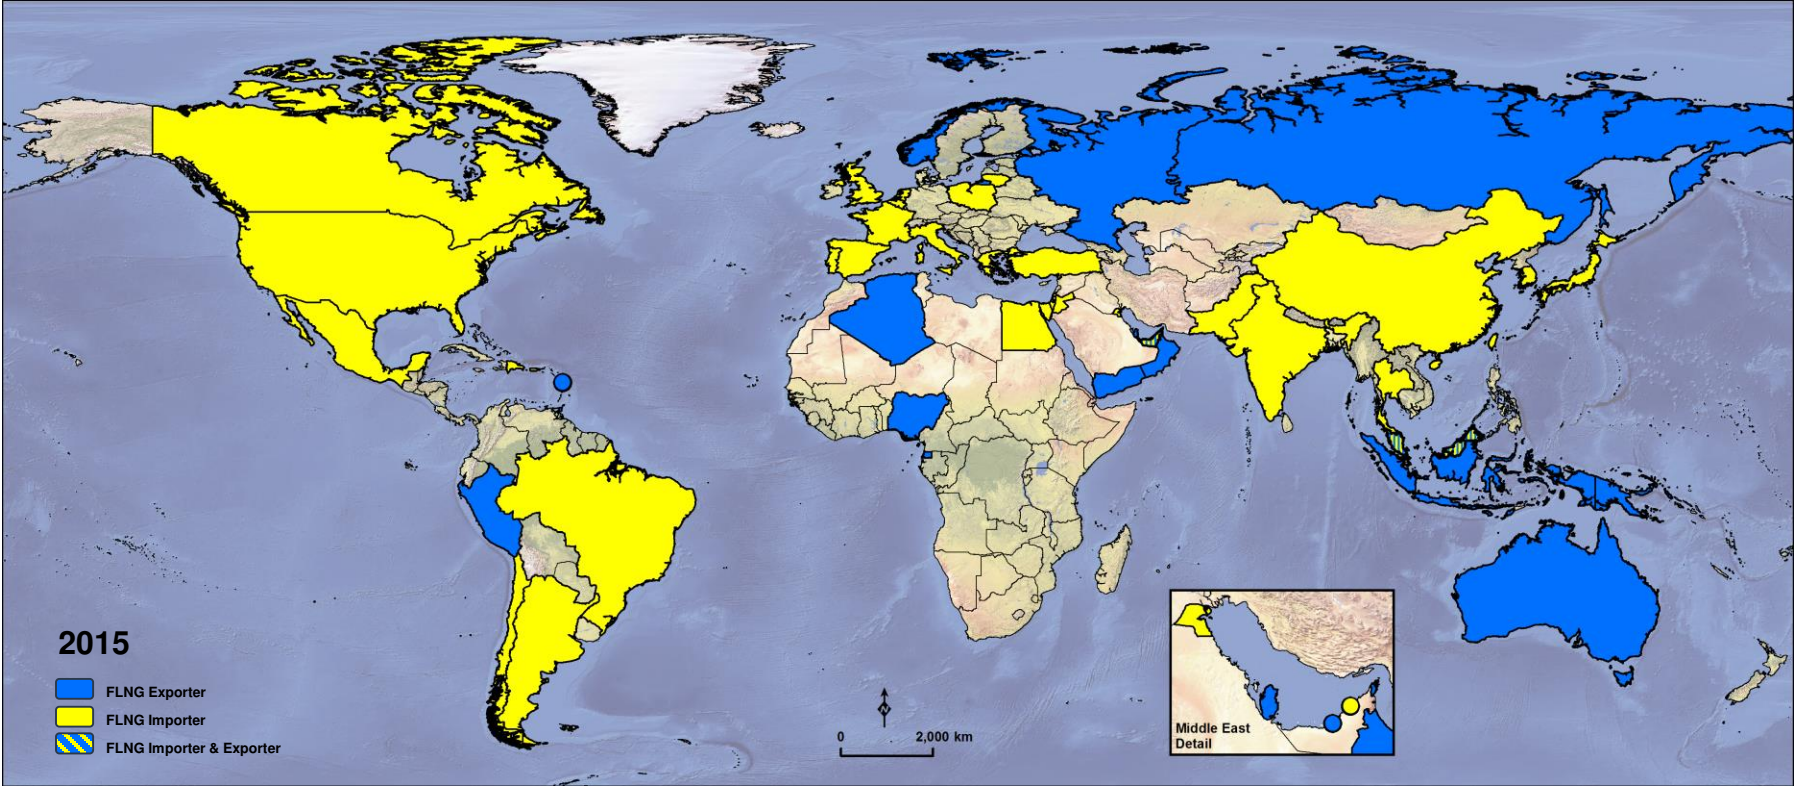 2015
FLNG Exporter
FLNG Importer
FLNG Importer & Exporter
0 2,000 km
Middle East
Detail